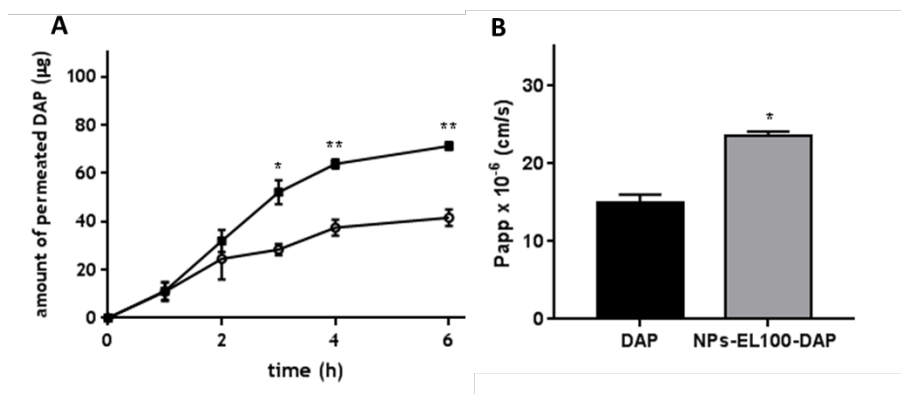 A
amount of permeated DAP (µg)
100
80
60
40
20
0
*
**
**
0
2
4
6
time (h)
B
Papp x 10-6 (cm/s)
30
20
10
0
*
DAP
NPs-EL100-DAP